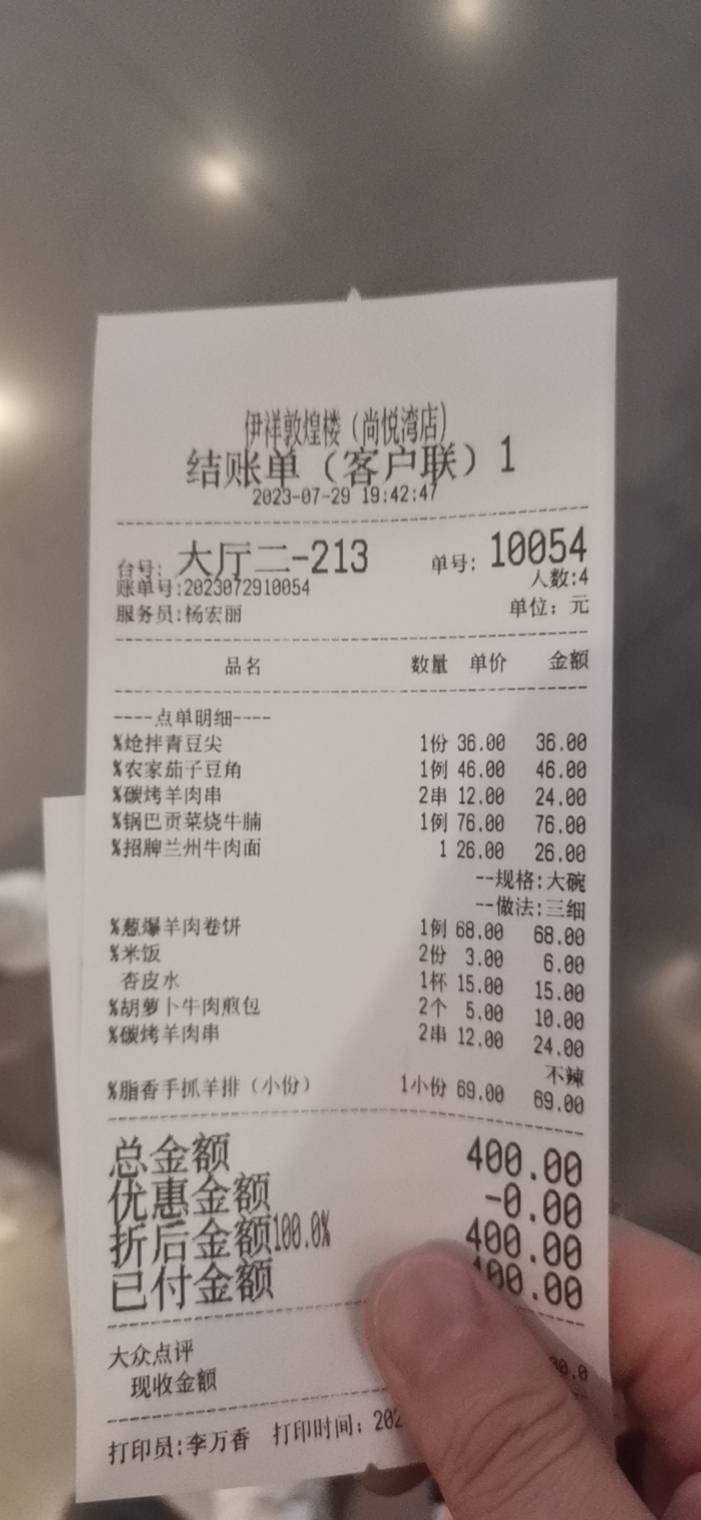 伊祥敦煌楼（尚悦湾店）
结账单（客户联）1
2023-07-29 19:42:47
台号: 大厅二-213 单号: 10054
账单号:2023072910054 人数:4
服务员:杨宏丽 单位: 元
品名 数量 单价 金额
----点单明细----
%炝拌青豆尖 1份 36.00 36.00
%农家茄子豆角 1例 46.00 46.00
%碳烤羊肉串 2串 12.00 24.00
%锅巴贡菜烧牛腩 1例 76.00 76.00
%招牌兰州牛肉面 1 26.00 26.00
--规格:大碗
--做法:三细
%葱爆羊肉卷饼 1例 68.00 68.00
%米饭 2份 3.00 6.00
杏皮水 1杯 15.00 15.00
%胡萝卜牛肉煎包 2个 5.00 10.00
%碳烤羊肉串 2串 12.00 24.00
不辣
%脂香手抓羊排（小份） 1小份 69.00 69.00
总金额 400.00
优惠金额 -0.00
折后金额100.0% 400.00
已付金额 400.00
大众点评
现收金额
打印员:李万香 打印时间: 202